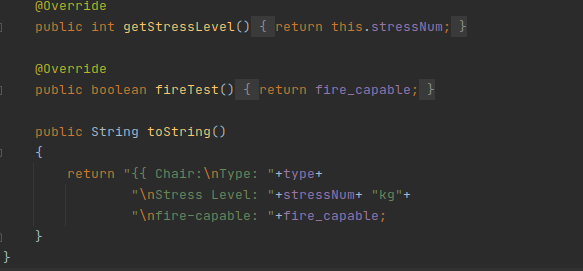 @Override
public int getStressLevel() { return this.stressNum; }
@Override
public boolean fireTest() { return fire_capable; }
public String toString()
{
return "{{ Chair:\nType: "+type+
"\nStress Level: "+stressNum+ "kg"+
"\nfire-capable: "+fire_capable;
}
}